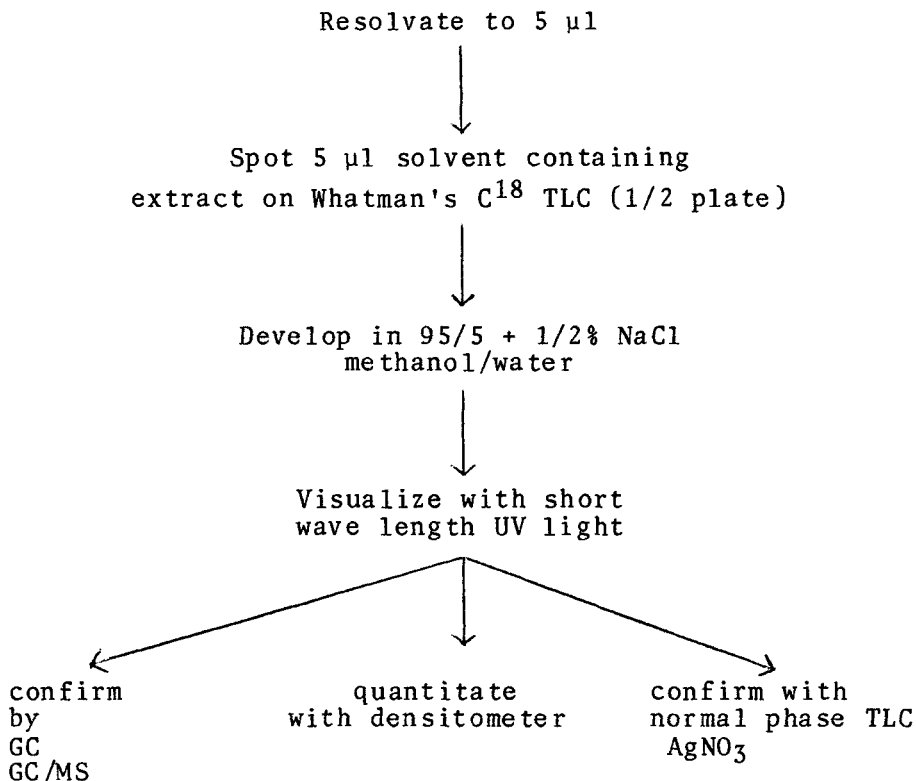 Resolvate to 5 µl
Spot 5 µl solvent containing
extract on Whatman's C18 TLC (1/2 plate)
Develop in 95/5 + 1/2% NaCl
methanol/water
Visualize with short
wave length UV light
confirm
by
GC
GC/MS
quantitate
with densitometer
confirm with
normal phase TLC
AgNO3